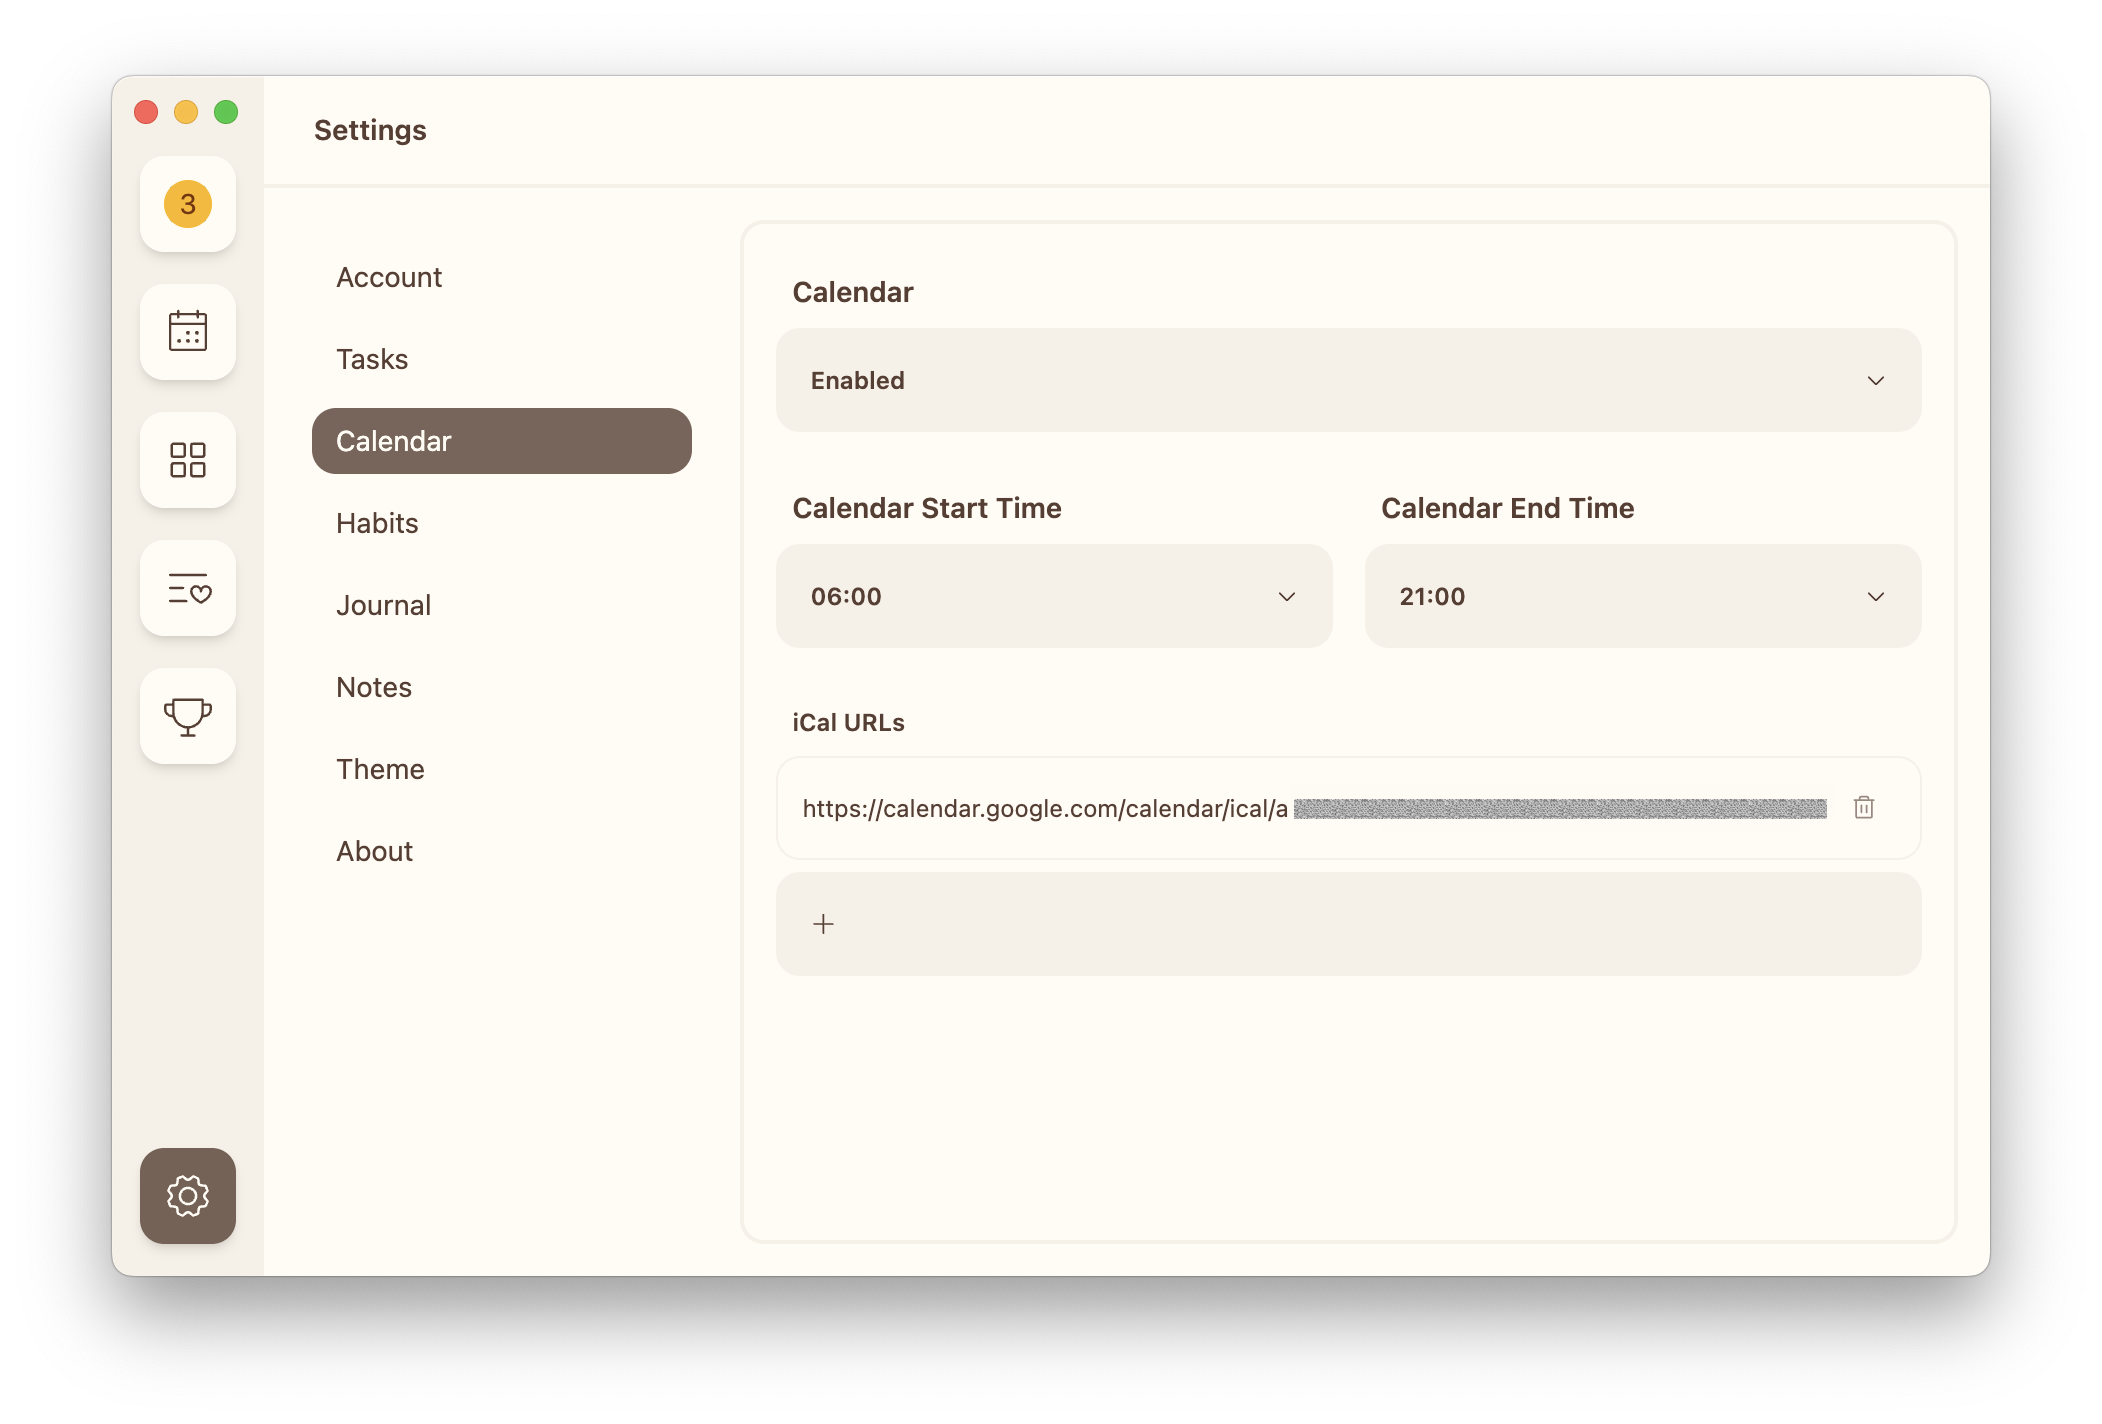 Settings
3
Account
Tasks
Calendar
Habits
Journal
Notes
Theme
About
Calendar
Enabled
Calendar Start Time
Calendar End Time
06:00
21:00
iCal URLs
https://calendar.google.com/calendar/ical/a